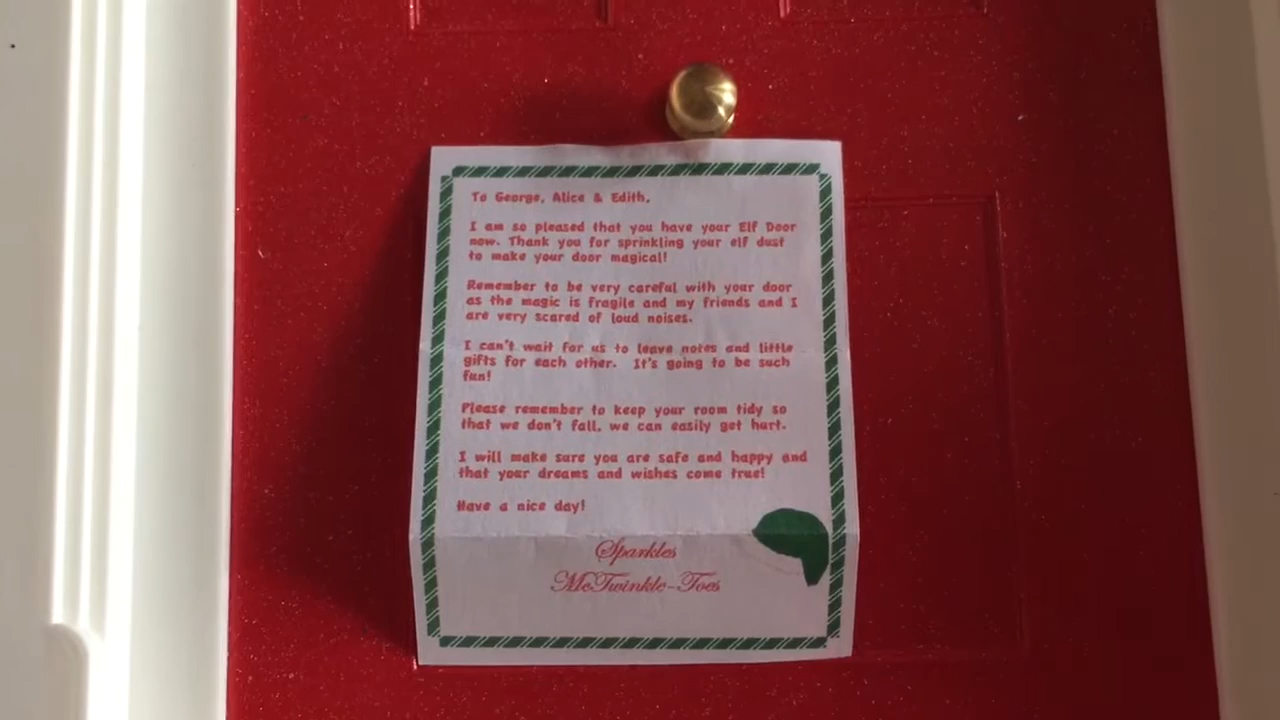 To George, Alice & Edith,
I am so pleased that you have your Elf Door
now. Thank you for sprinkling your elf dust
to make your door magical!
Remember to be very careful with your door
as the magic is fragile and my friends and I
are very scared of loud noises.
I can't wait for us to leave notes and little
gifts for each other. It's going to be such
fun!
Please remember to keep your room tidy so
that we don't fall, we can easily get hurt.
I will make sure you are safe and happy and
that your dreams and wishes come true!
Have a nice day!
Sparkles
McTwinkle-Toes